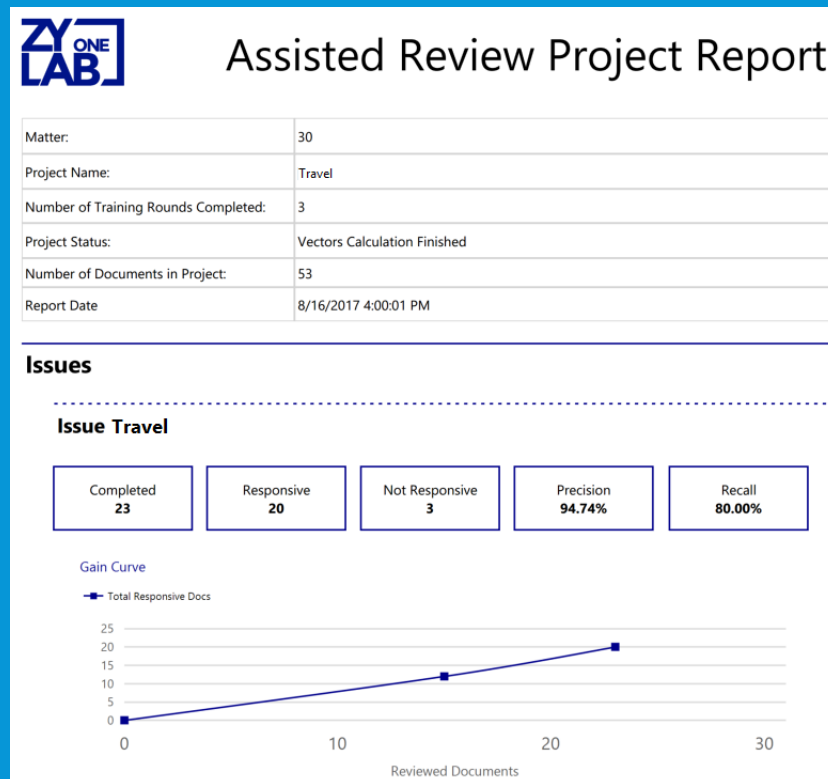 ZY ONE
LAB
Assisted Review Project Report
Matter: 30
Project Name: Travel
Number of Training Rounds Completed: 3
Project Status: Vectors Calculation Finished
Number of Documents in Project: 53
Report Date 8/16/2017 4:00:01 PM
Issues
Issue Travel
Completed Responsive Not Responsive Precision Recall
23 20 3 94.74% 80.00%
Gain Curve
Total Responsive Docs
25
20
15
10
5
0
0 10 20 30
Reviewed Documents